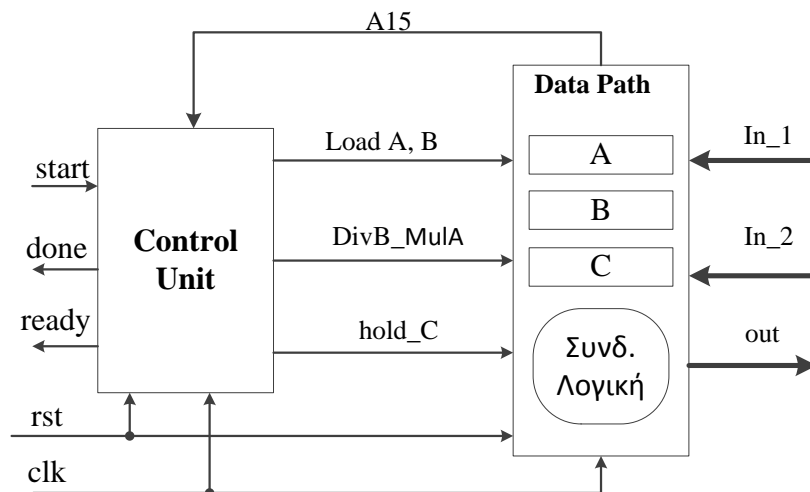 A15
Data Path
Load A, B
In_1
A
start
B
DivB_MulA
In_2
Control
Unit
done
C
ready
hold_C
out
Συνδ.
Λογική
rst
clk